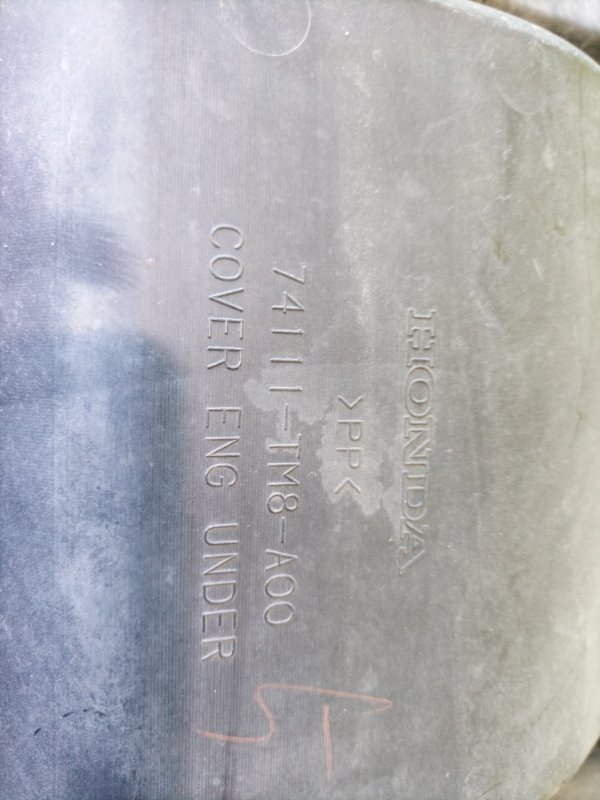 HONDA
>PP<
74111-TM8-A00
COVER ENG UNDER